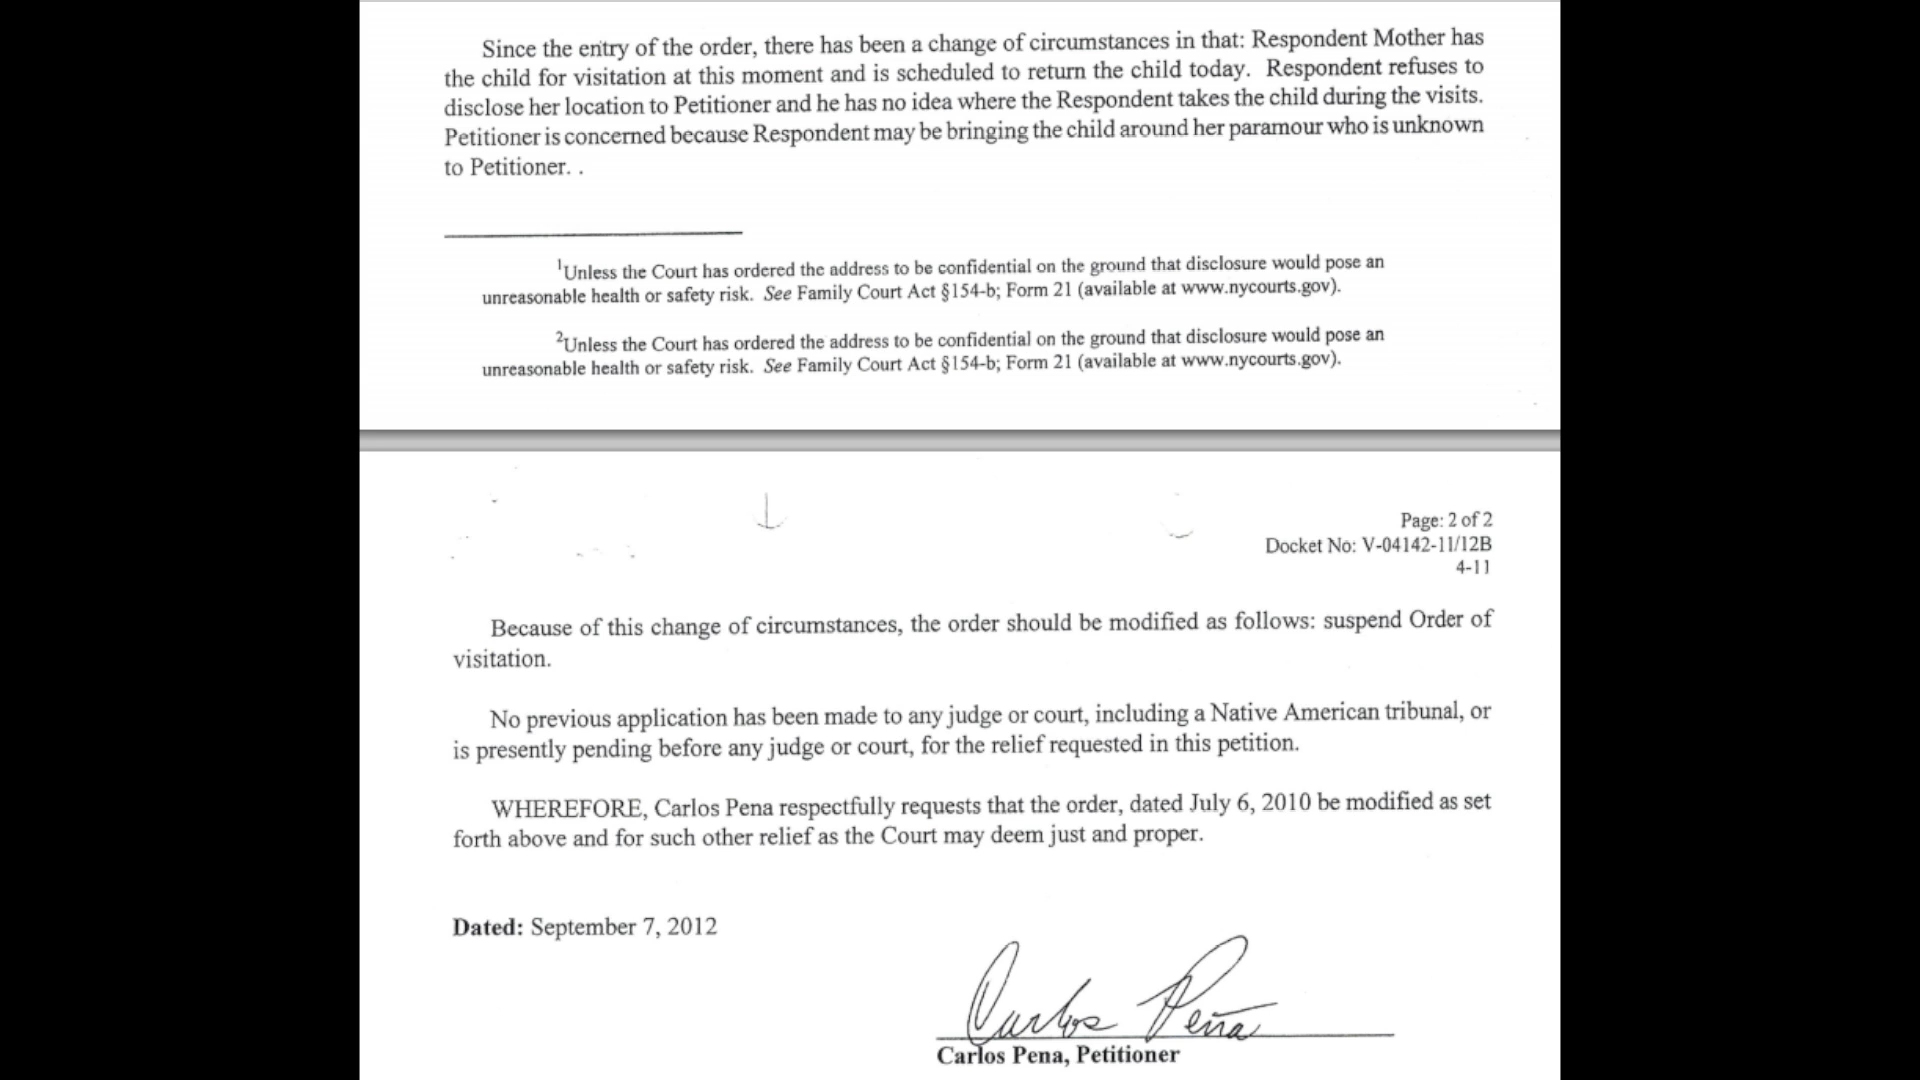 Since the entry of the order, there has been a change of circumstances in that: Respondent Mother has
the child for visitation at this moment and is scheduled to return the child today. Respondent refuses to
disclose her location to Petitioner and he has no idea where the Respondent takes the child during the visits.
Petitioner is concerned because Respondent may be bringing the child around her paramour who is unknown
to Petitioner. .
1Unless the Court has ordered the address to be confidential on the ground that disclosure would pose an
unreasonable health or safety risk. See Family Court Act §154-b; Form 21 (available at www.nycourts.gov).
2Unless the Court has ordered the address to be confidential on the ground that disclosure would pose an
unreasonable health or safety risk. See Family Court Act §154-b; Form 21 (available at www.nycourts.gov).
Page: 2 of 2
Docket No: V-04142-11/12B
4-11
Because of this change of circumstances, the order should be modified as follows: suspend Order of
visitation.
No previous application has been made to any judge or court, including a Native American tribunal, or
is presently pending before any judge or court, for the relief requested in this petition.
WHEREFORE, Carlos Pena respectfully requests that the order, dated July 6, 2010 be modified as set
forth above and for such other relief as the Court may deem just and proper.
Dated: September 7, 2012
Carlos Peña
Carlos Pena, Petitioner